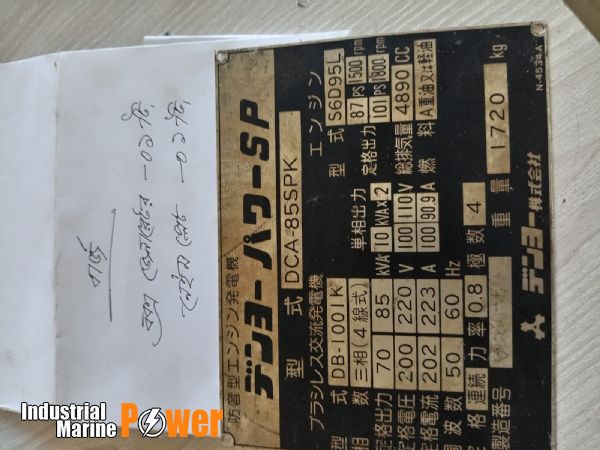 বার্জ
জেনারেটর -০১ টি,
-০১ টি,
防音型エンジン発電機
デンヨー パワーSP
型式 DCA-85SPK
ブラシレス交流発電機 エンジン
型式 DB-1001K 型式 S6D95L
相数 三相(4線式) 単相出力 定格出力 87 PS 1500 rpm
定格出力 70 85 kVA 10 kVA×2 101 PS 1800 rpm
定格電圧 200 220 V 100 110 V 総排気量 4890 CC
定格電流 202 223 A 100 90.9 A 燃料 A重油又は軽油
周波数 50 60 Hz
定格 連続 力率 0.8 極数 4 重量 1720 kg
製造番号 デンヨー株式会社
N-4534-A
Industrial
Marine Power